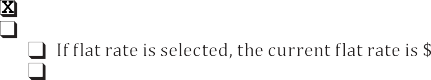 X
If flat rate is selected, the current flat rate is $